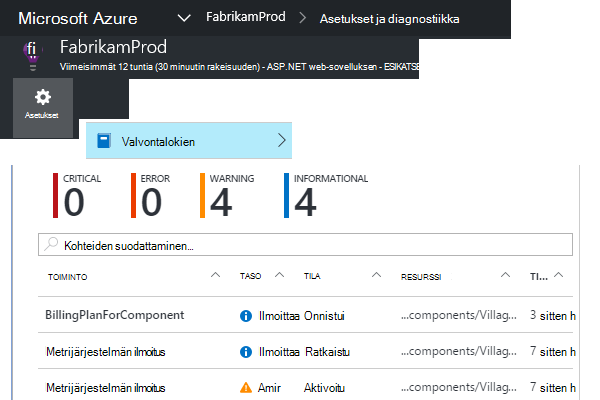 Microsoft Azure FabrikamProd Asetukset ja diagnostiikka
fi FabrikamProd
Viimeisimmät 12 tuntia (30 minuutin rakeisuuden) - ASP.NET web-sovelluksen - ESIKATSE
Asetukset
Valvontalokien
CRITICAL ERROR WARNING INFORMATIONAL
0 0 4 4
Kohteiden suodattaminen...
TOIMINTO TASO TILA RESURSSI TI...
BillingPlanForComponent Ilmoittaa Onnistui ...components/Villag... 3 sitten h
Metrijärjestelmän ilmoitus Ilmoittaa Ratkaistu ...components/Villag... 7 sitten h
Metrijärjestelmän ilmoitus Amir Aktivoitu ...components/Villag... 7 sitten h